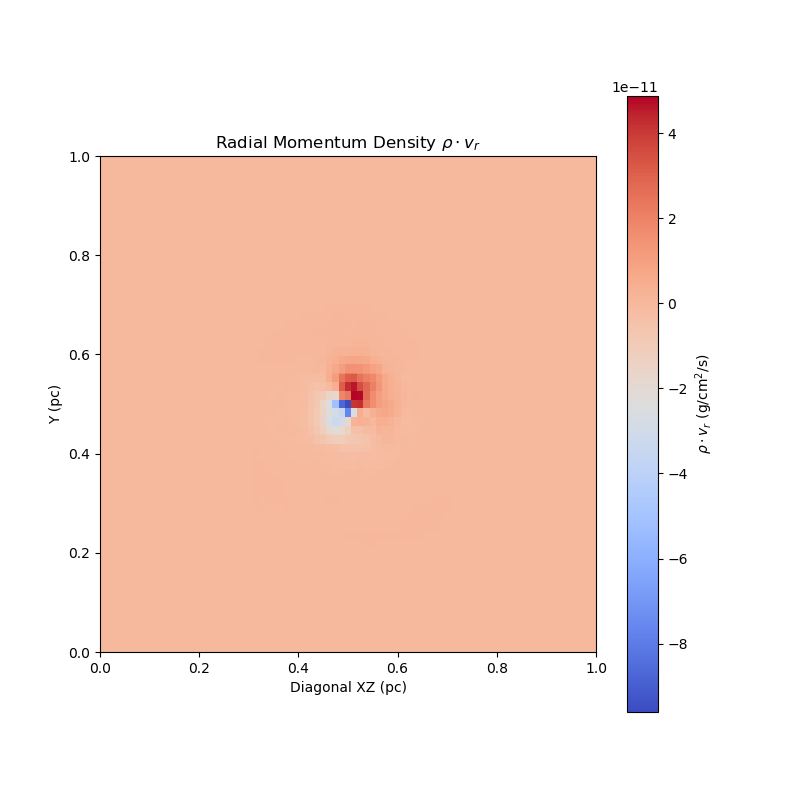 1e−11
Radial Momentum Density ρ · v_r
1.0
0.8
0.6
0.4
0.2
0.0
Y (pc)
0.0 0.2 0.4 0.6 0.8 1.0
Diagonal XZ (pc)
4
2
0
−2
−4
−6
−8
ρ · v_r (g/cm²/s)